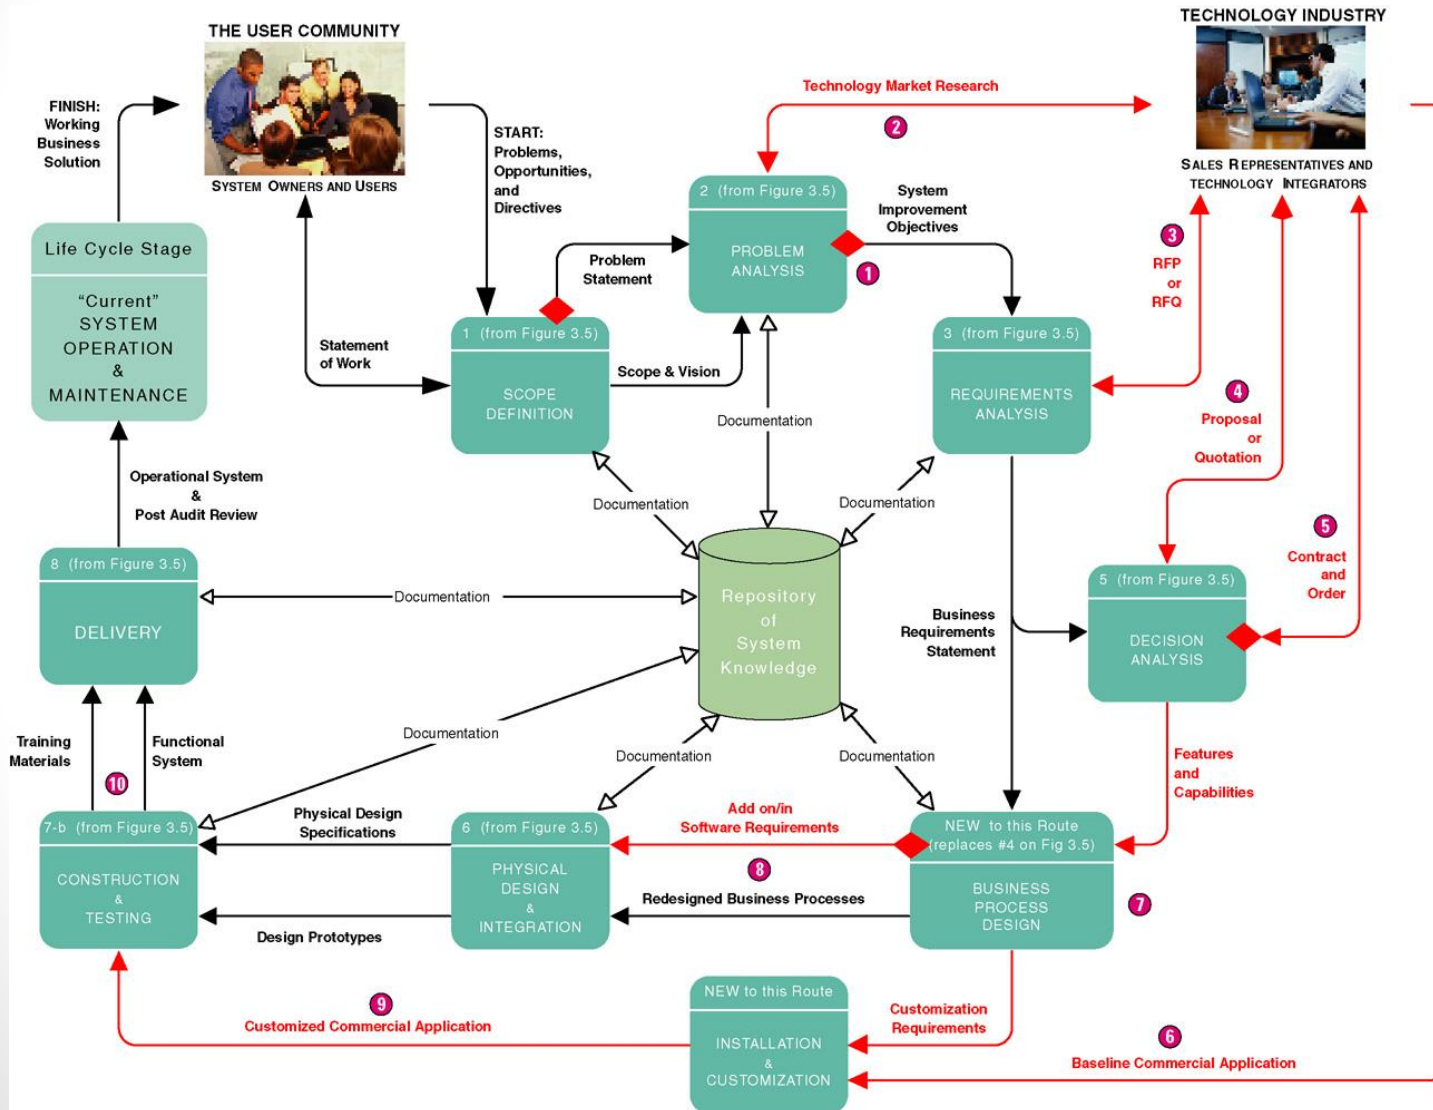 THE USER COMMUNITY
SYSTEM OWNERS AND USERS
TECHNOLOGY INDUSTRY
SALES REPRESENTATIVES AND
TECHNOLOGY INTEGRATORS
FINISH:
Working
Business
Solution
START:
Problems,
Opportunities,
and
Directives
Technology Market Research
2
2 (from Figure 3.5)
PROBLEM
ANALYSIS
1
System
Improvement
Objectives
3
RFP
or
RFQ
Life Cycle Stage
"Current"
SYSTEM
OPERATION
&
MAINTENANCE
Problem
Statement
Statement
of Work
1 (from Figure 3.5)
SCOPE
DEFINITION
Scope & Vision
3 (from Figure 3.5)
REQUIREMENTS
ANALYSIS
4
Proposal
or
Quotation
Documentation
Documentation
Documentation
Operational System
&
Post Audit Review
5
Contract
and
Order
8 (from Figure 3.5)
DELIVERY
Documentation
Repository
of
System
Knowledge
Business
Requirements
Statement
5 (from Figure 3.5)
DECISION
ANALYSIS
Training
Materials
Functional
System
10
Documentation
Documentation
Documentation
Features
and
Capabilities
7-b (from Figure 3.5)
CONSTRUCTION
&
TESTING
Physical Design
Specifications
Design Prototypes
6 (from Figure 3.5)
PHYSICAL
DESIGN
&
INTEGRATION
Add on/in
Software Requirements
8
Redesigned Business Processes
NEW to this Route
(replaces #4 on Fig 3.5)
BUSINESS
PROCESS
DESIGN
7
9
Customized Commercial Application
NEW to this Route
INSTALLATION
&
CUSTOMIZATION
Customization
Requirements
6
Baseline Commercial Application